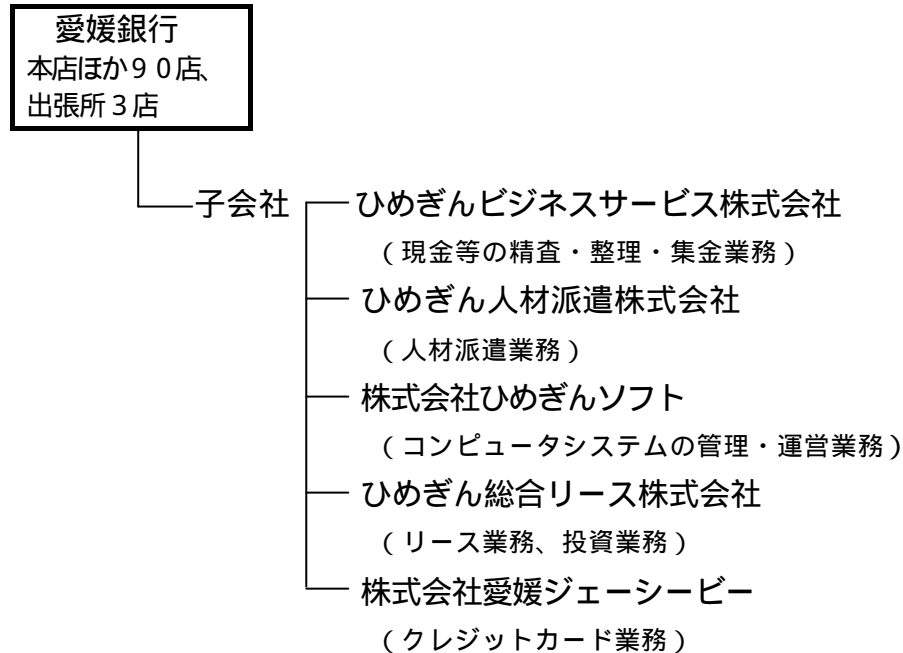 愛媛銀行
本店ほか９０店、
出張所３店
子会社
ひめぎんビジネスサービス株式会社
（現金等の精査・整理・集金業務）
ひめぎん人材派遣株式会社
（人材派遣業務）
株式会社ひめぎんソフト
（コンピュータシステムの管理・運営業務）
ひめぎん総合リース株式会社
（リース業務、投資業務）
株式会社愛媛ジェーシービー
（クレジットカード業務）